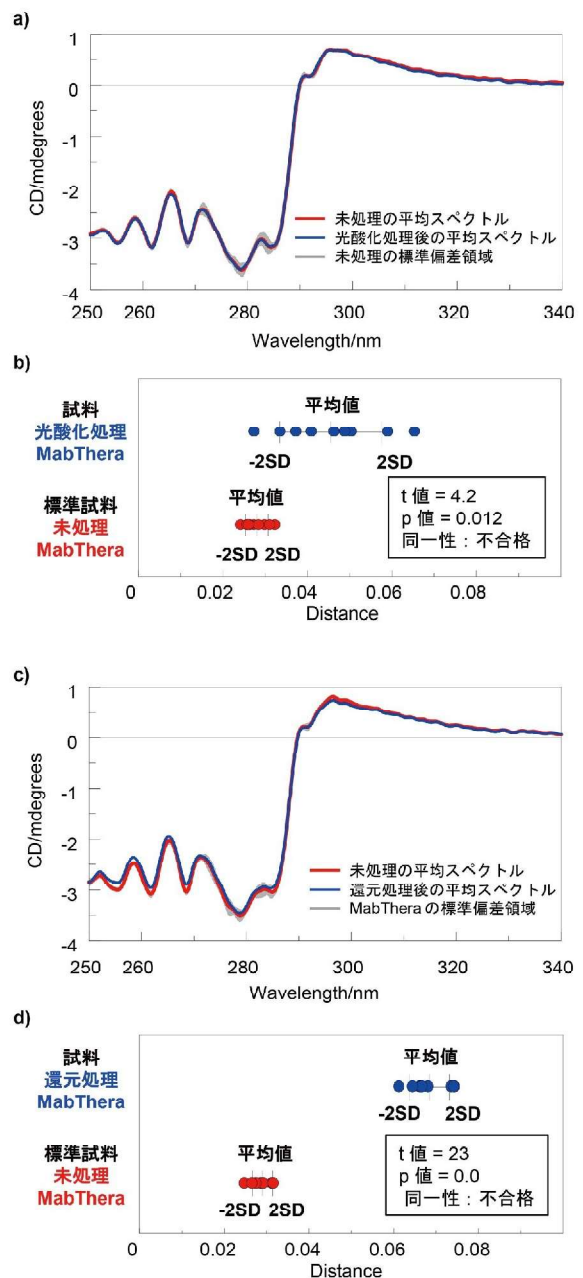 a)
1
0
-1
-2
-3
-4
CD/mdegrees
未処理の平均スペクトル
光酸化処理後の平均スペクトル
未処理の標準偏差領域
250 260 280 300 320 340
Wavelength/nm
b)
試料
光酸化処理
MabThera
平均値
-2SD 2SD
標準試料
未処理
MabThera
平均値
-2SD 2SD
t 値 = 4.2
p 値 = 0.012
同一性：不合格
0 0.02 0.04 0.06 0.08
Distance
c)
1
0
-1
-2
-3
-4
CD/mdegrees
未処理の平均スペクトル
還元処理後の平均スペクトル
MabTheraの標準偏差領域
250 260 280 300 320 340
Wavelength/nm
d)
試料
還元処理
MabThera
平均値
-2SD 2SD
標準試料
未処理
MabThera
平均値
-2SD 2SD
t 値 = 23
p 値 = 0.0
同一性：不合格
0 0.02 0.04 0.06 0.08
Distance